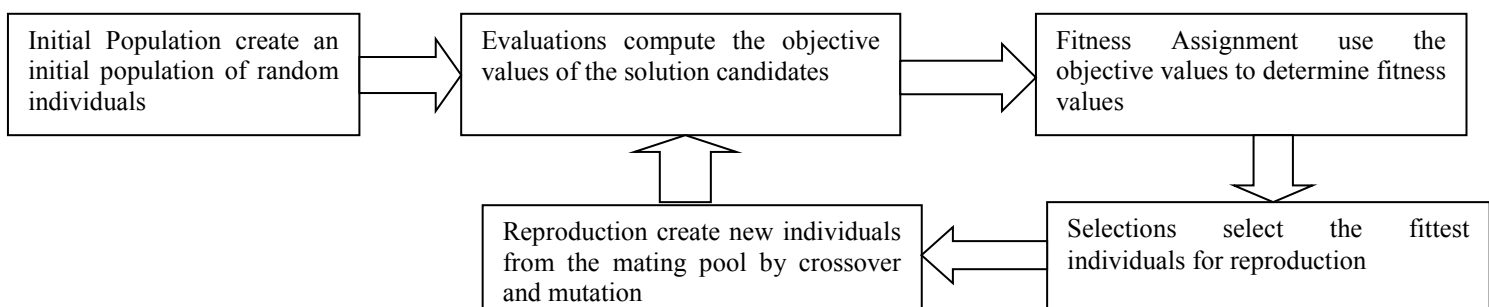 Initial Population create an
initial population of random
individuals
Evaluations compute the objective
values of the solution candidates
Fitness Assignment use the
objective values to determine fitness
values
Selections select the fittest
individuals for reproduction
Reproduction create new individuals
from the mating pool by crossover
and mutation